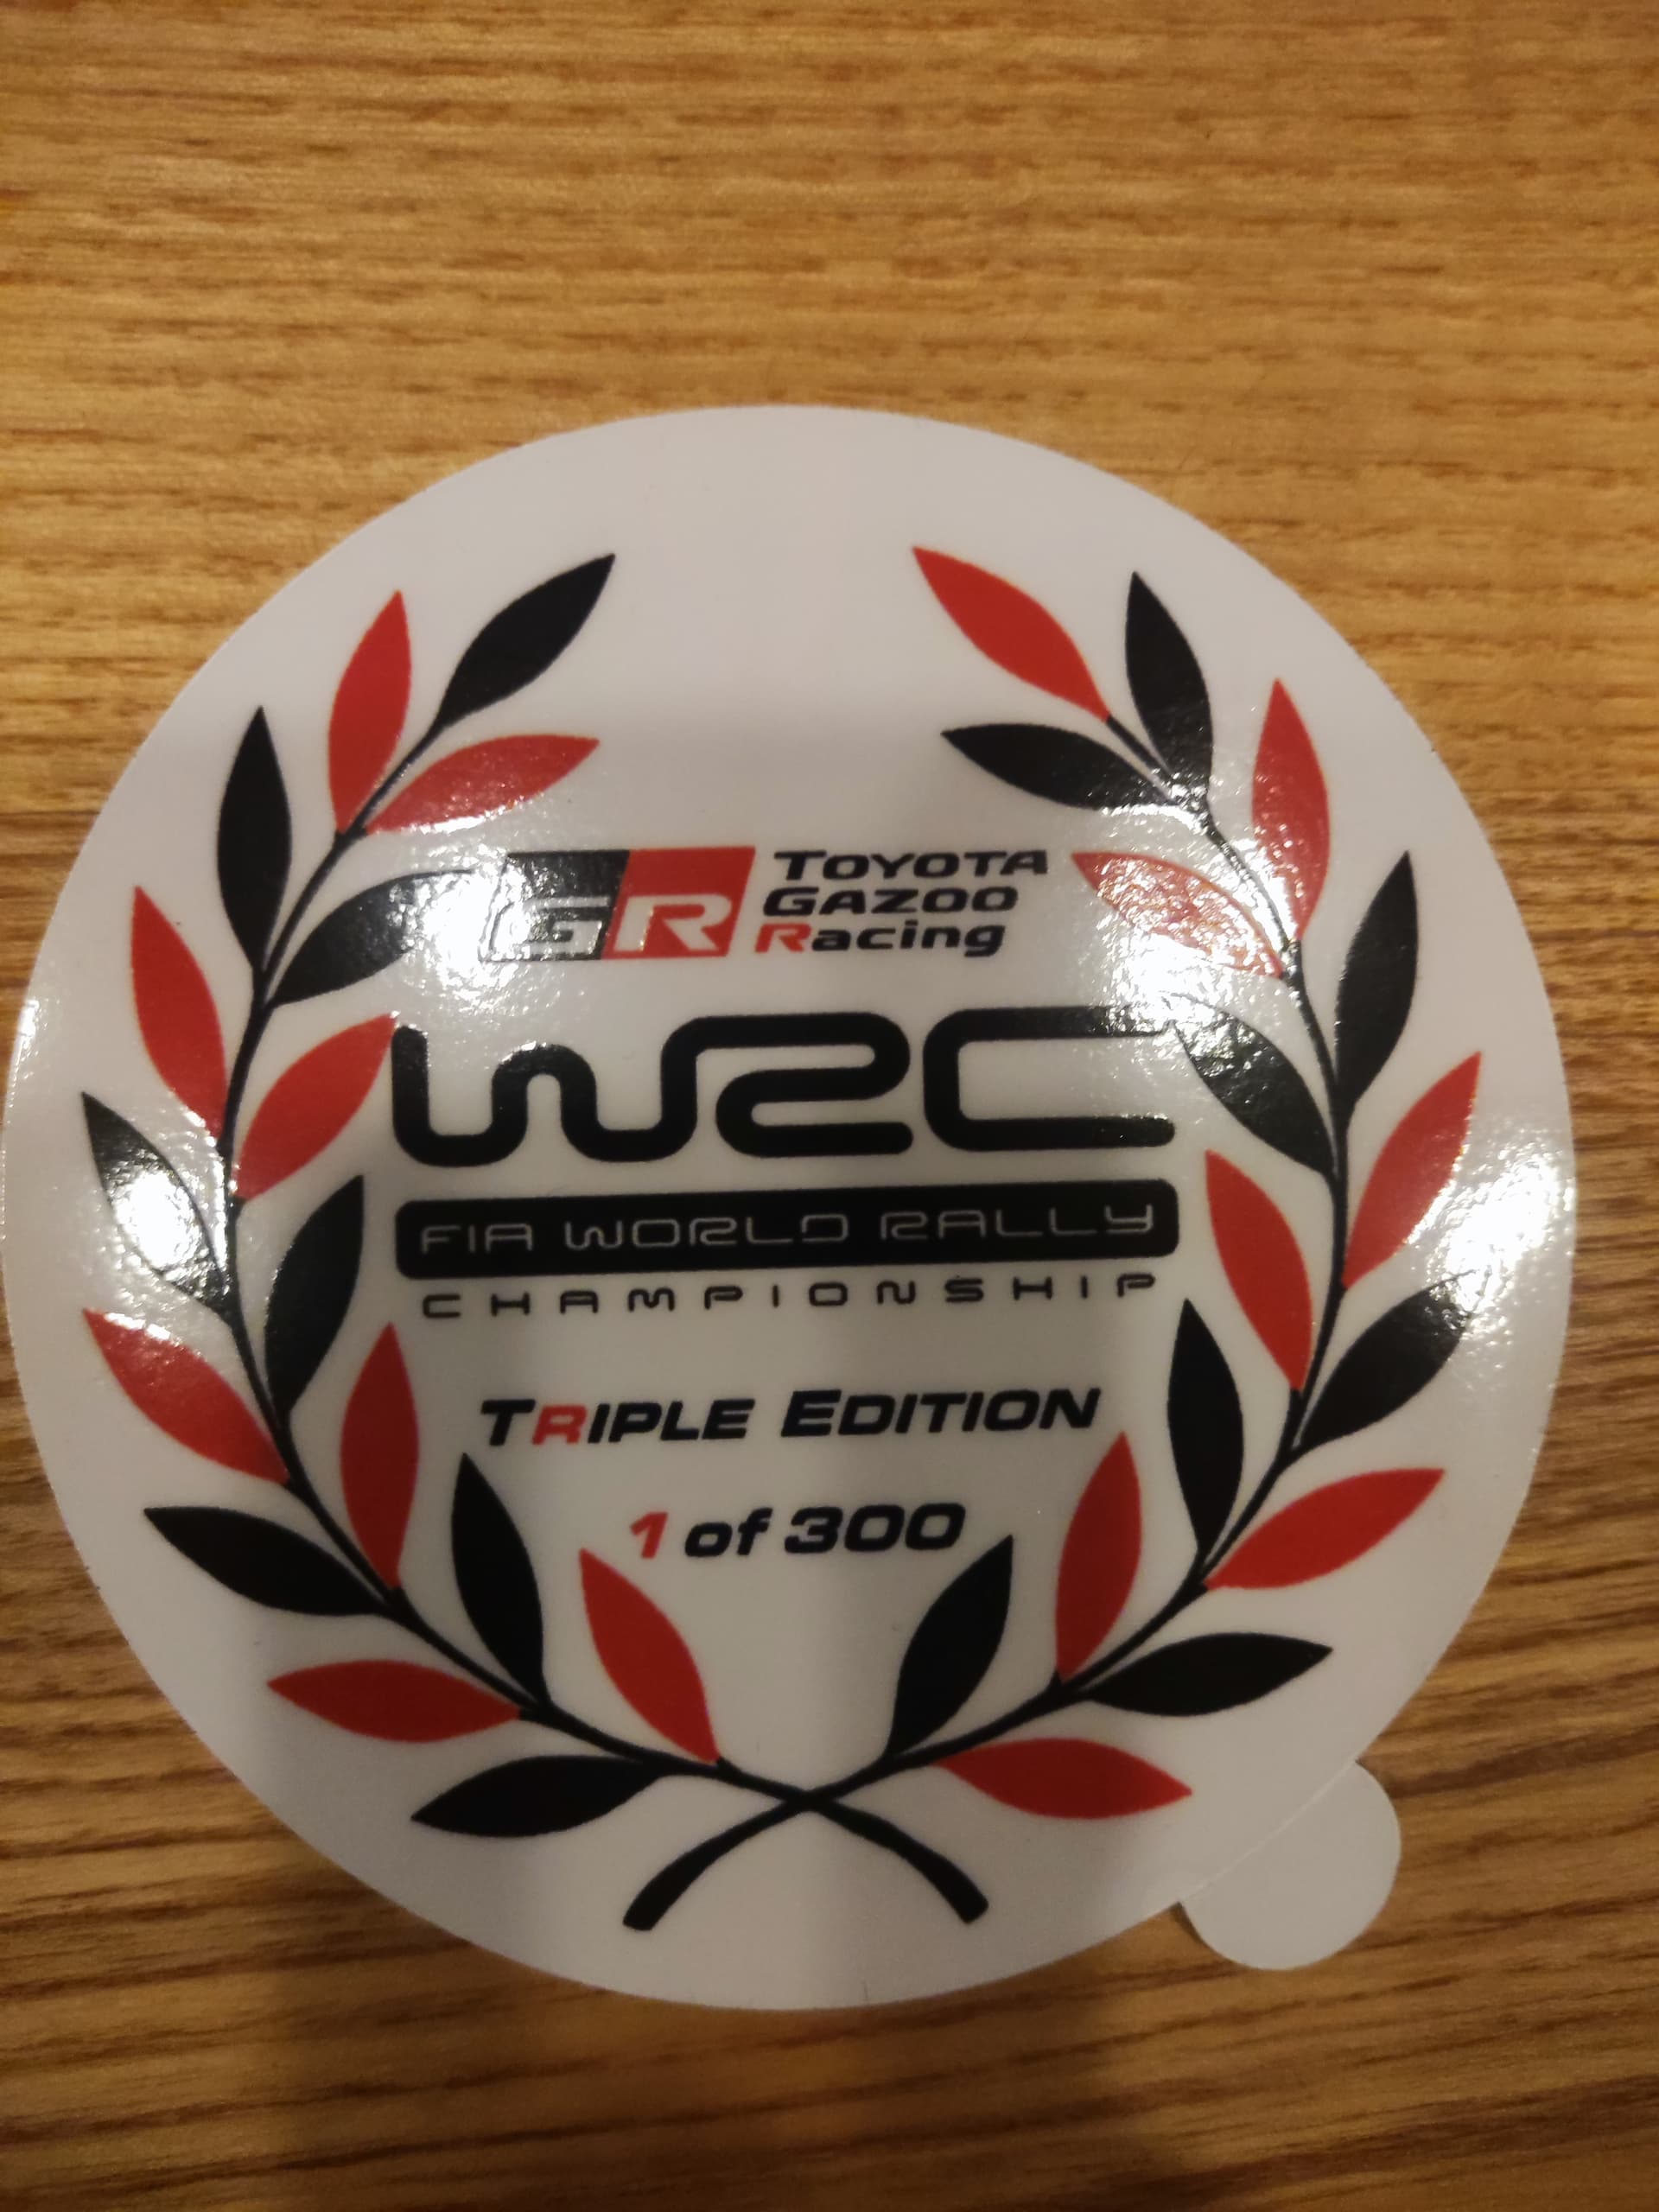 GR TOYOTA
GAZOO
Racing
WRC
FIA WORLD RALLY
CHAMPIONSHIP
TRIPLE EDITION
1 of 300